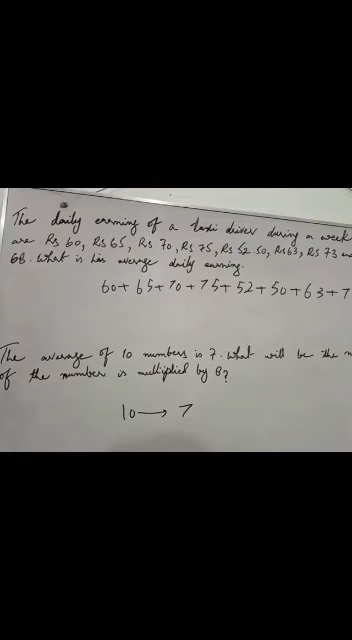 The daily earning of a taxi driver during a week
are Rs 60, Rs 65, Rs 70, Rs 75, Rs 52.50, Rs 63, Rs 73 an
68. What is his average daily earning.
60+ 65+70+75+52+50+63+7
The average of 10 numbers is 7. What will be the n
of the number is multiplied by 8?
10 → 7